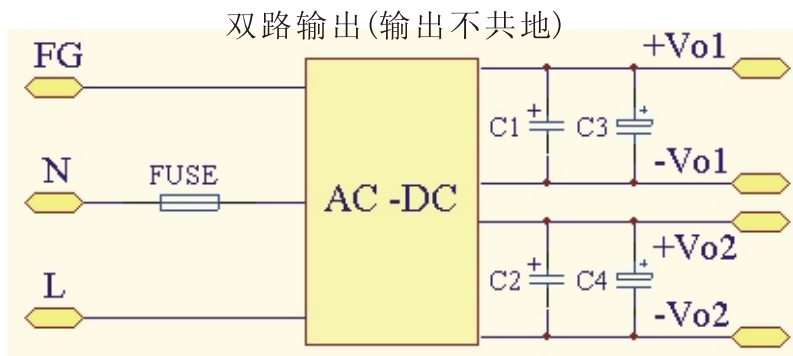 双路输出(输出不共地)
FG
N
FUSE
L
AC -DC
+Vo1
C1
C3
-Vo1
+Vo2
C2
C4
-Vo2